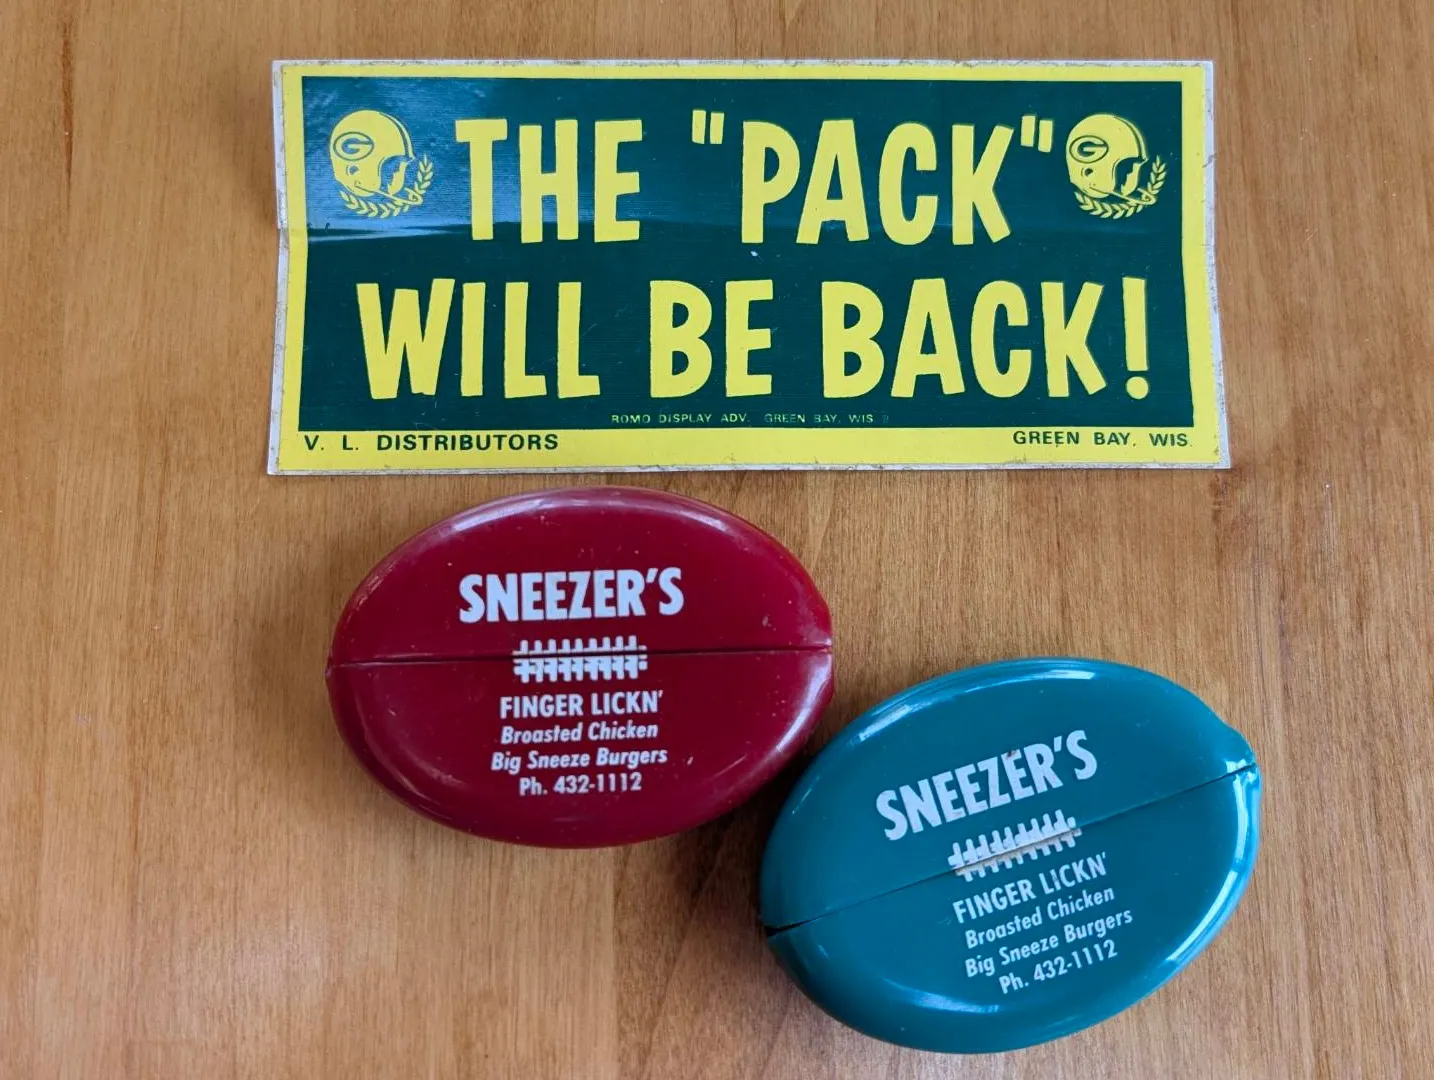 THE "PACK"
WILL BE BACK!
ROMO DISPLAY ADV. GREEN BAY, WIS.
V. L. DISTRIBUTORS
GREEN BAY, WIS.
G
G
SNEEZER'S
FINGER LICKN'
Broasted Chicken
Big Sneeze Burgers
Ph. 432-1112
SNEEZER'S
FINGER LICKN'
Broasted Chicken
Big Sneeze Burgers
Ph. 432-1112